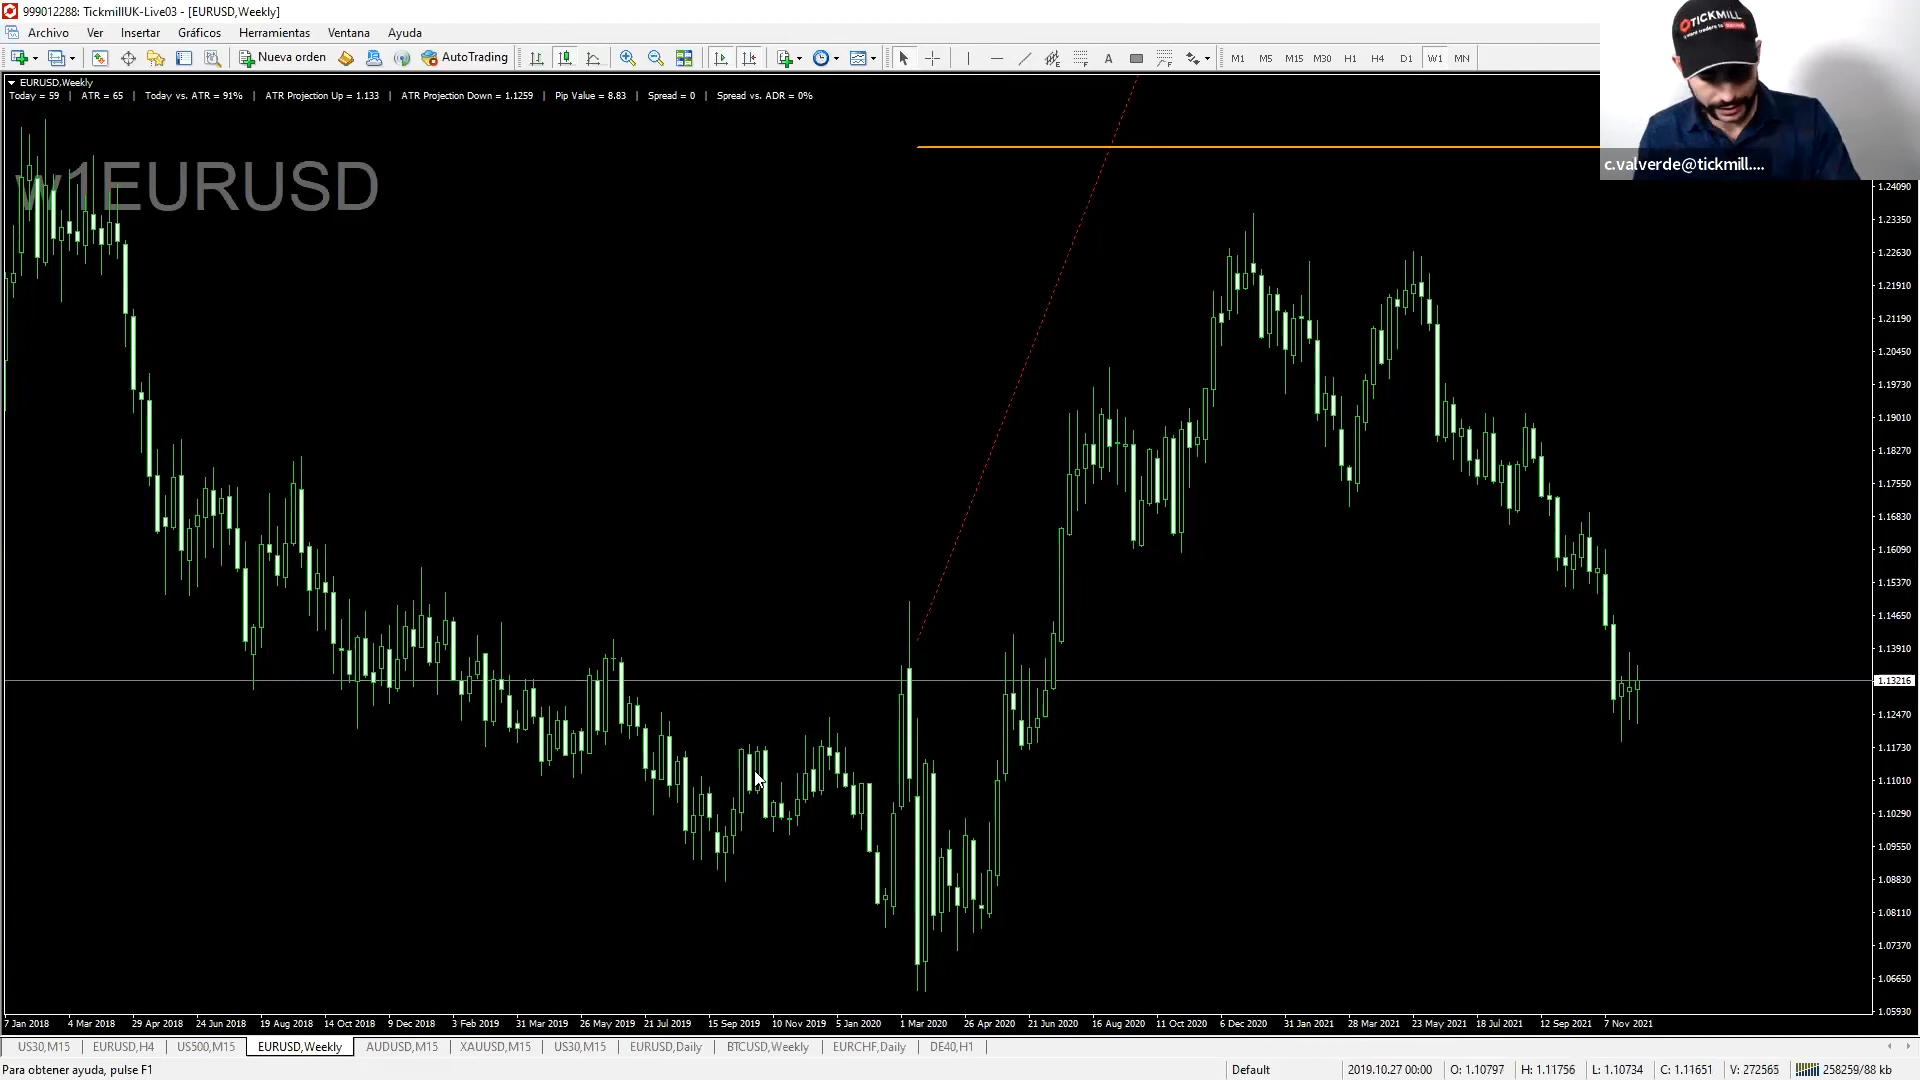 999012288: TickmillUK-Live03 - [EURUSD,Weekly]
Archivo Ver Insertar Gráficos Herramientas Ventana Ayuda
Nueva orden AutoTrading A M1 M5 M15 M30 H1 H4 D1 W1 MN
TICKMILL
EURUSD,Weekly
Today = 59 | ATR = 65 | Today vs. ATR = 91% | ATR Projection Up = 1.133 | ATR Projection Down = 1.1259 | Pip Value = 8.83 | Spread = 0 | Spread vs. ADR = 0%
c.valverde@tickmill....
w1EURUSD
1.24090
1.23350
1.22630
1.21910
1.21190
1.20450
1.19730
1.19010
1.18270
1.17550
1.16830
1.16090
1.15370
1.14650
1.13910
1.13216
1.12470
1.11730
1.11010
1.10290
1.09550
1.08830
1.08110
1.07370
1.06650
1.05930
7 Jan 2018 4 Mar 2018 29 Apr 2018 24 Jun 2018 19 Aug 2018 14 Oct 2018 9 Dec 2018 3 Feb 2019 31 Mar 2019 26 May 2019 21 Jul 2019 15 Sep 2019 10 Nov 2019 5 Jan 2020 1 Mar 2020 26 Apr 2020 21 Jun 2020 16 Aug 2020 11 Oct 2020 6 Dec 2020 31 Jan 2021 28 Mar 2021 23 May 2021 18 Jul 2021 12 Sep 2021 7 Nov 2021
US30,M15 EURUSD,H4 US500,M15 EURUSD,Weekly AUDUSD,M15 XAUUSD,M15 US30,M15 EURUSD,Daily BTCUSD,Weekly EURCHF,Daily DE40,H1
Para obtener ayuda, pulse F1 Default 2019.10.27 00:00 O: 1.10797 H: 1.11756 L: 1.10734 C: 1.11651 V: 272565 258259/88 kb